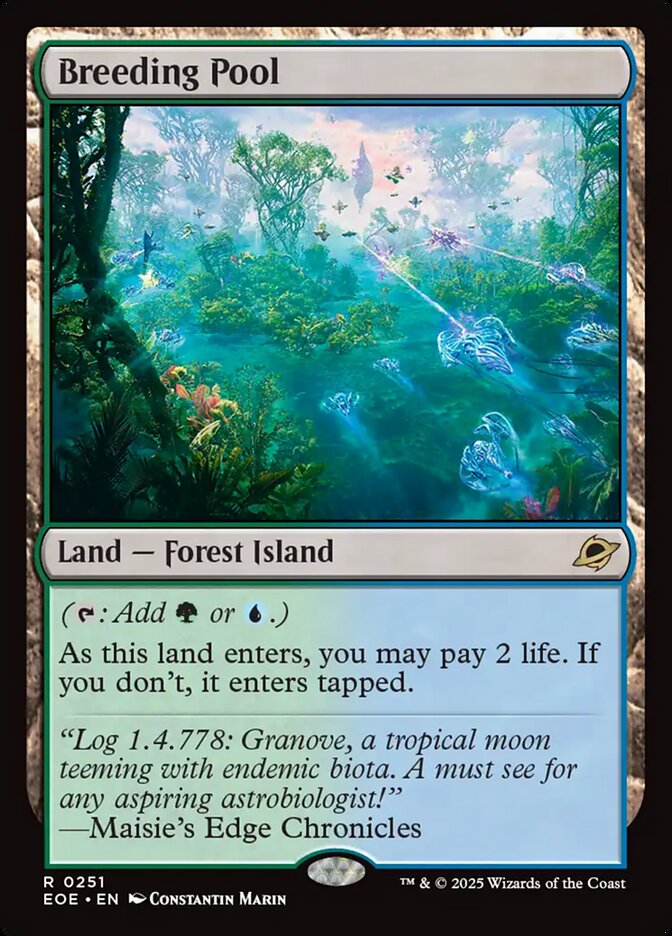 Breeding Pool
Land — Forest Island
(: Add or .)
As this land enters, you may pay 2 life. If
you don't, it enters tapped.
“Log 1.4.778: Granove, a tropical moon
teeming with endemic biota. A must see for
any aspiring astrobiologist!”
—Maisie's Edge Chronicles
R 0251
EOE • EN Constantin Marin
™ & © 2025 Wizards of the Coast